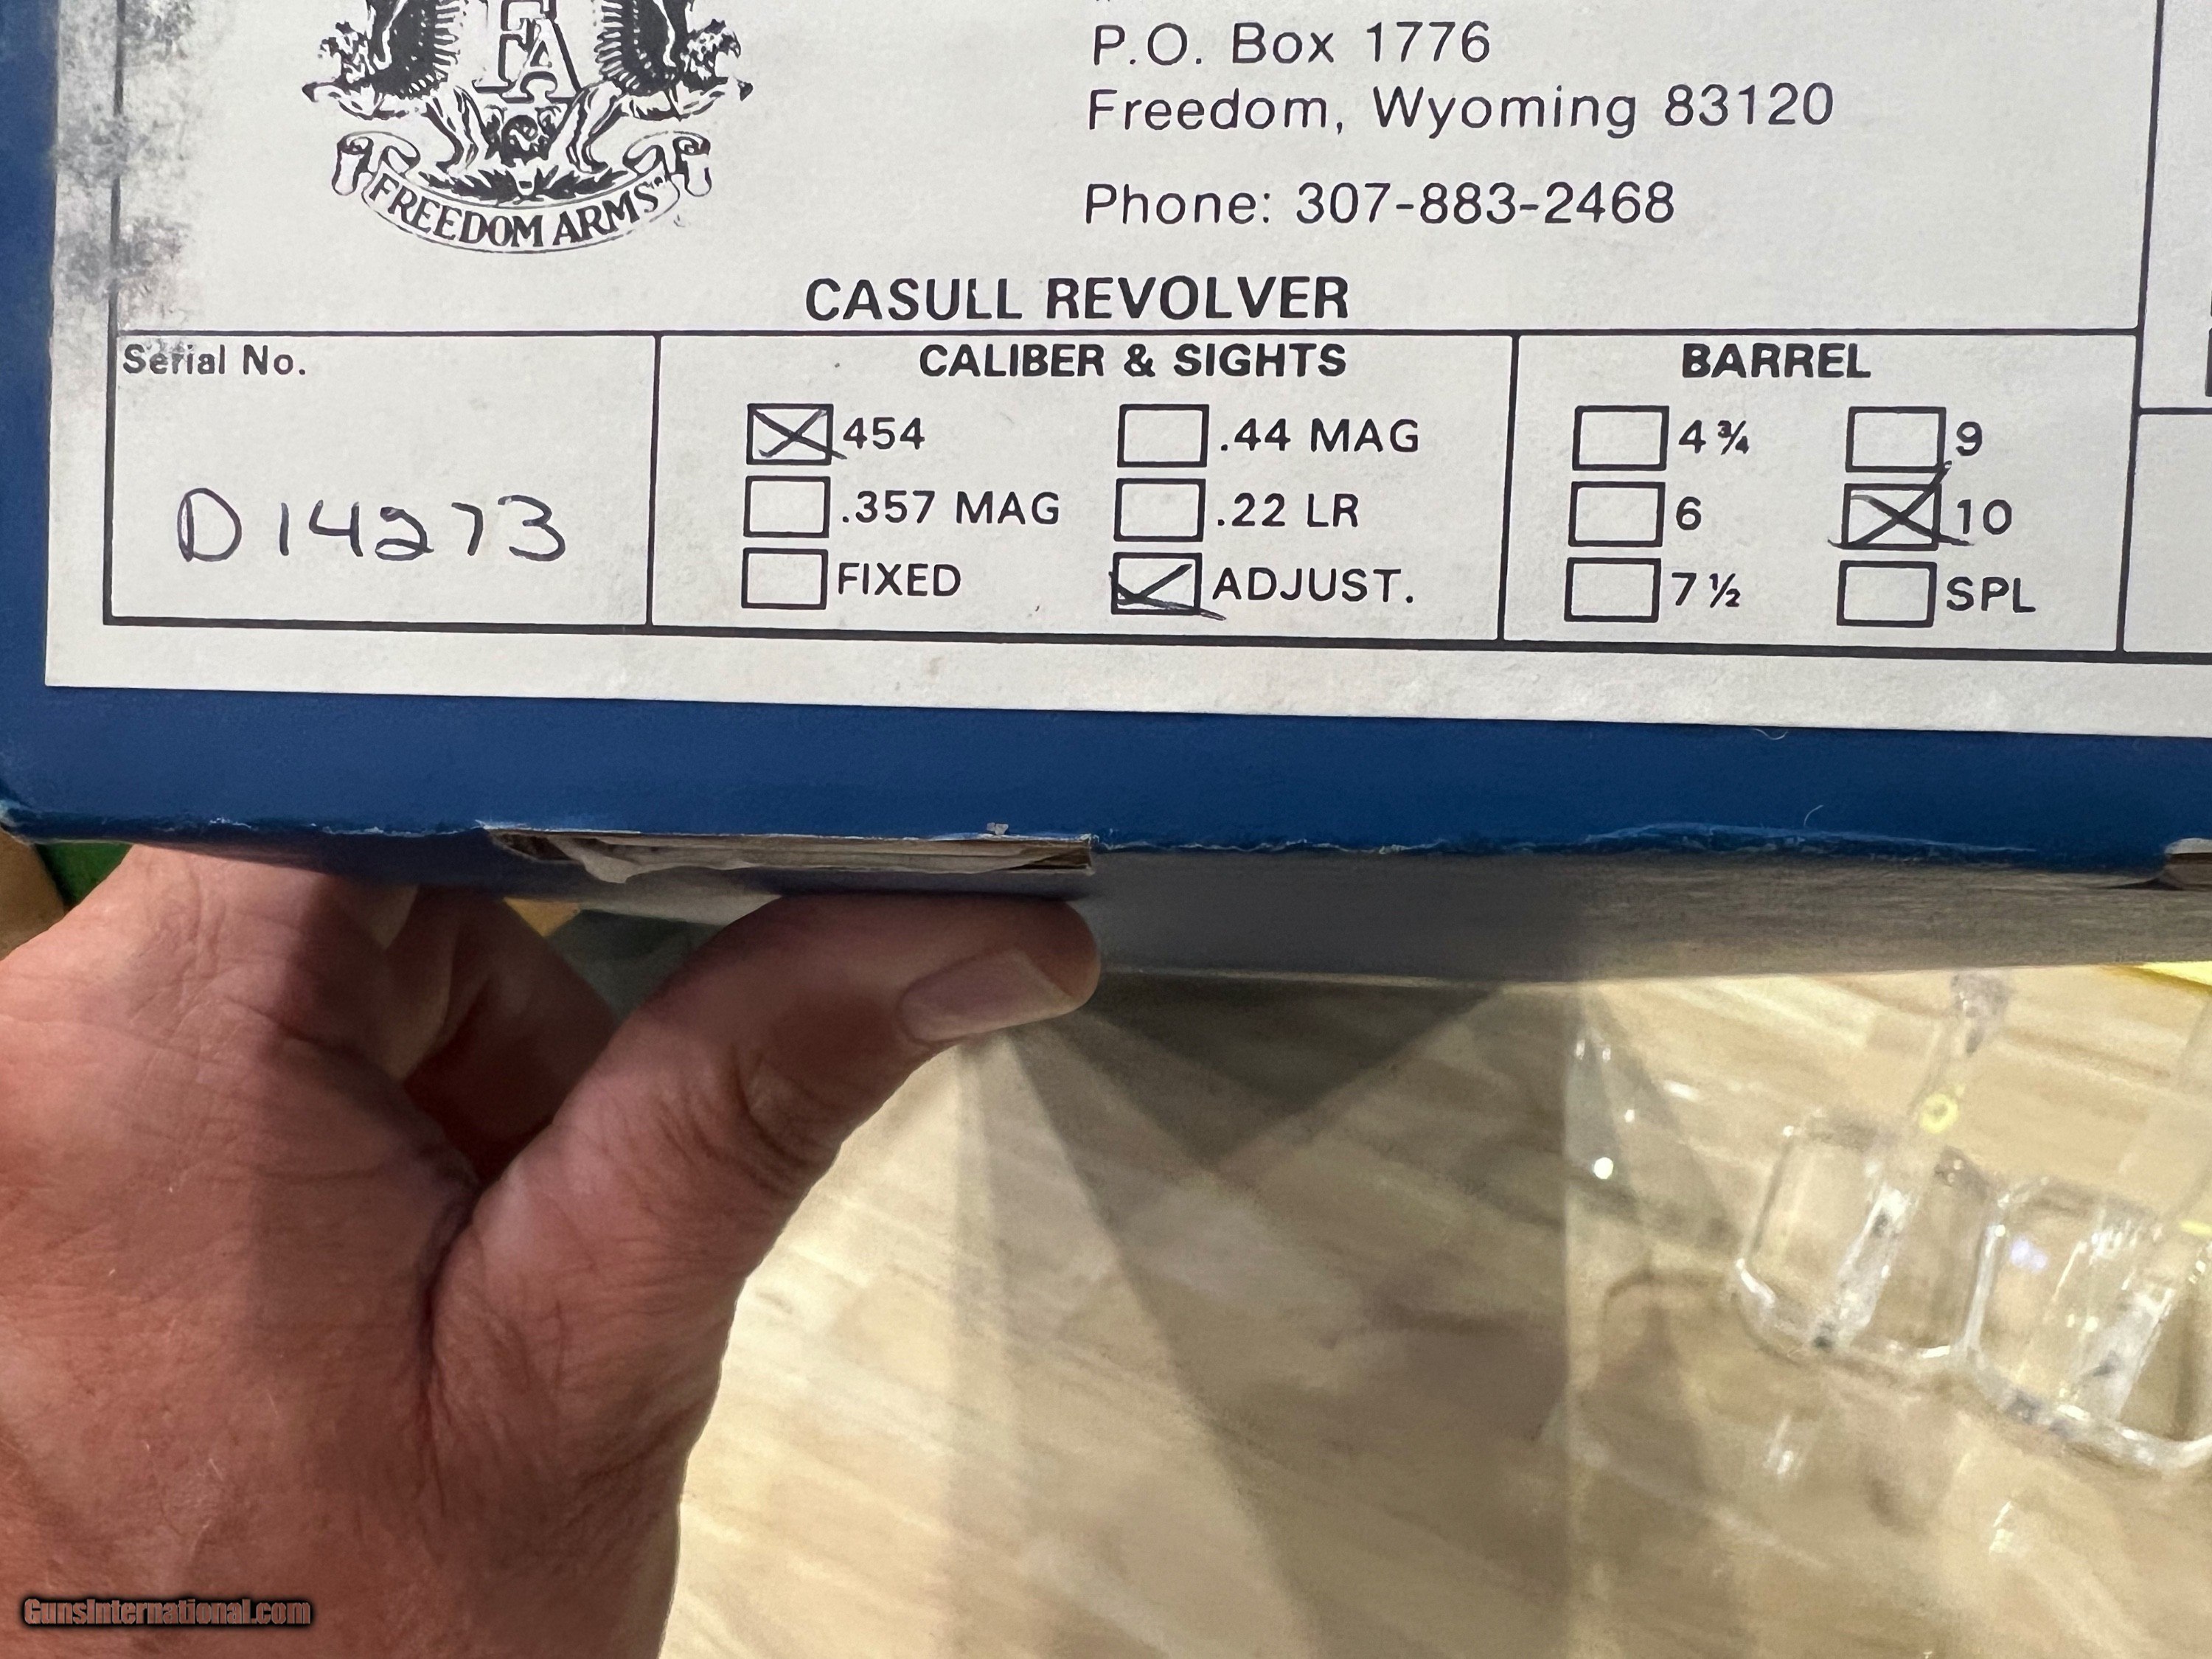 FA
P.O. Box 1776
Freedom, Wyoming 83120
FREEDOM ARMS
Phone: 307-883-2468
CASULL REVOLVER
Serial No.
D14273
CALIBER & SIGHTS
454 .44 MAG
.357 MAG .22 LR
FIXED ADJUST.
BARREL
4 ¾ 9
6 10
7 ½ SPL
GunsInternational.com